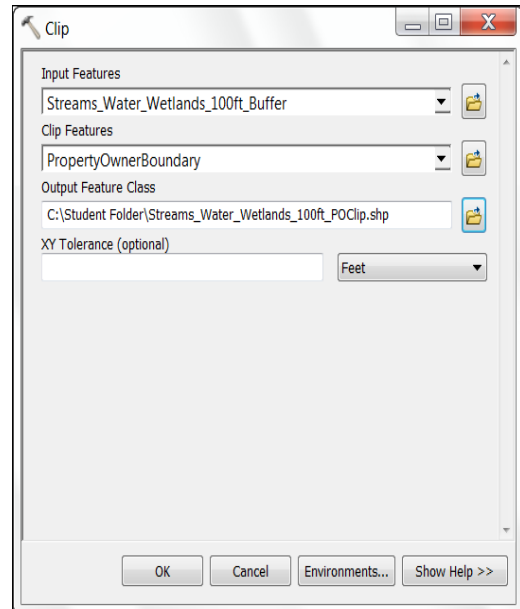 Clip
Input Features
Streams_Water_Wetlands_100ft_Buffer
Clip Features
PropertyOwnerBoundary
Output Feature Class
C:\Student Folder\Streams_Water_Wetlands_100ft_POClip.shp
XY Tolerance (optional)
Feet
OK Cancel Environments... Show Help >>